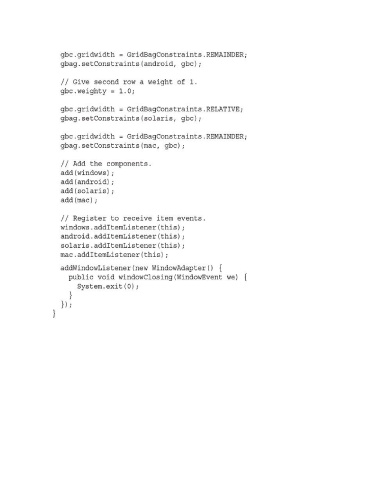 gbc.gridwidth = GridBagConstraints.REMAINDER;
gbag.setConstraints(android, gbc);
// Give second row a weight of 1.
gbc.weighty = 1.0;
gbc.gridwidth = GridBagConstraints.RELATIVE;
gbag.setConstraints(solaris, gbc);
gbc.gridwidth = GridBagConstraints.REMAINDER;
gbag.setConstraints(mac, gbc);
// Add the components.
add(windows);
add(android);
add(solaris);
add(mac);
// Register to receive item events.
windows.addItemListener(this);
android.addItemListener(this);
solaris.addItemListener(this);
mac.addItemListener(this);
addWindowListener(new WindowAdapter() {
public void windowClosing(WindowEvent we) {
System.exit(0);
}
});
}